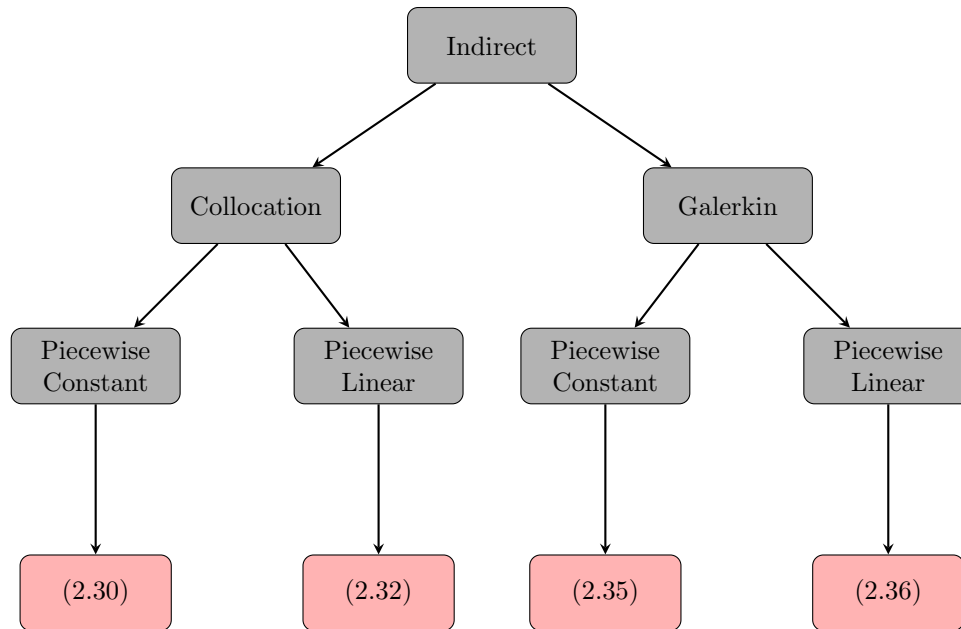 Indirect
Collocation
Galerkin
Piecewise
Constant
Piecewise
Linear
Piecewise
Constant
Piecewise
Linear
(2.30)
(2.32)
(2.35)
(2.36)